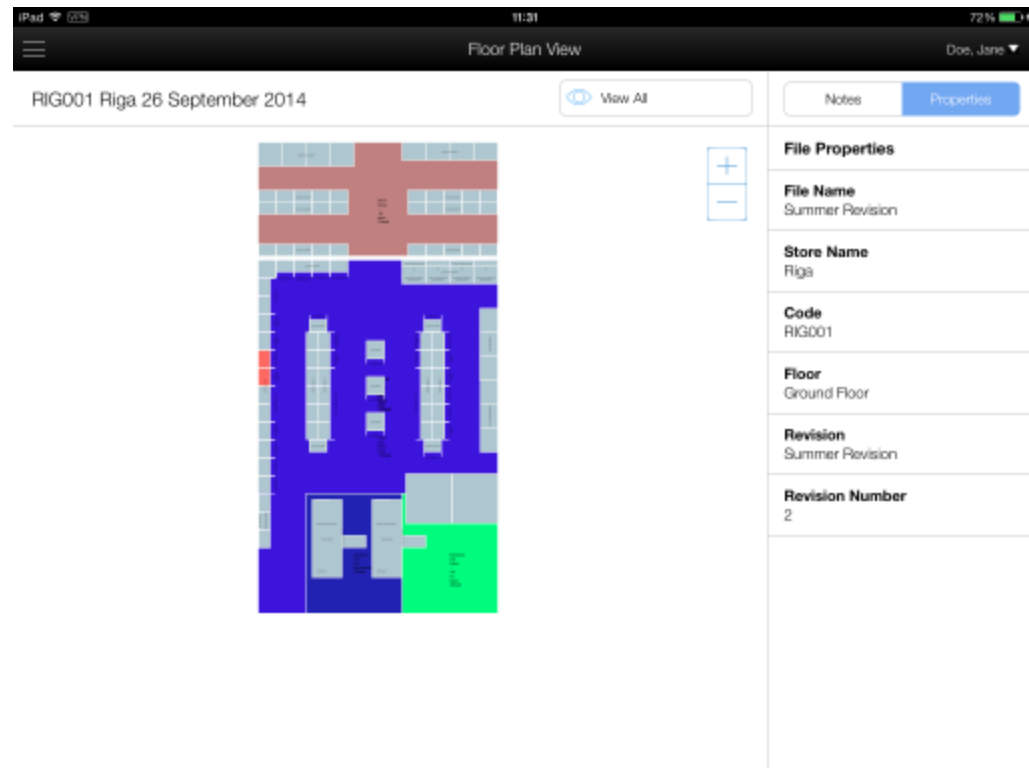 iPad VPN 11:31 72%
Floor Plan View Doe, Jane
RIG001 Riga 26 September 2014 View All Notes Properties
File Properties
File Name
Summer Revision
Store Name
Riga
Code
RIG001
Floor
Ground Floor
Revision
Summer Revision
Revision Number
2